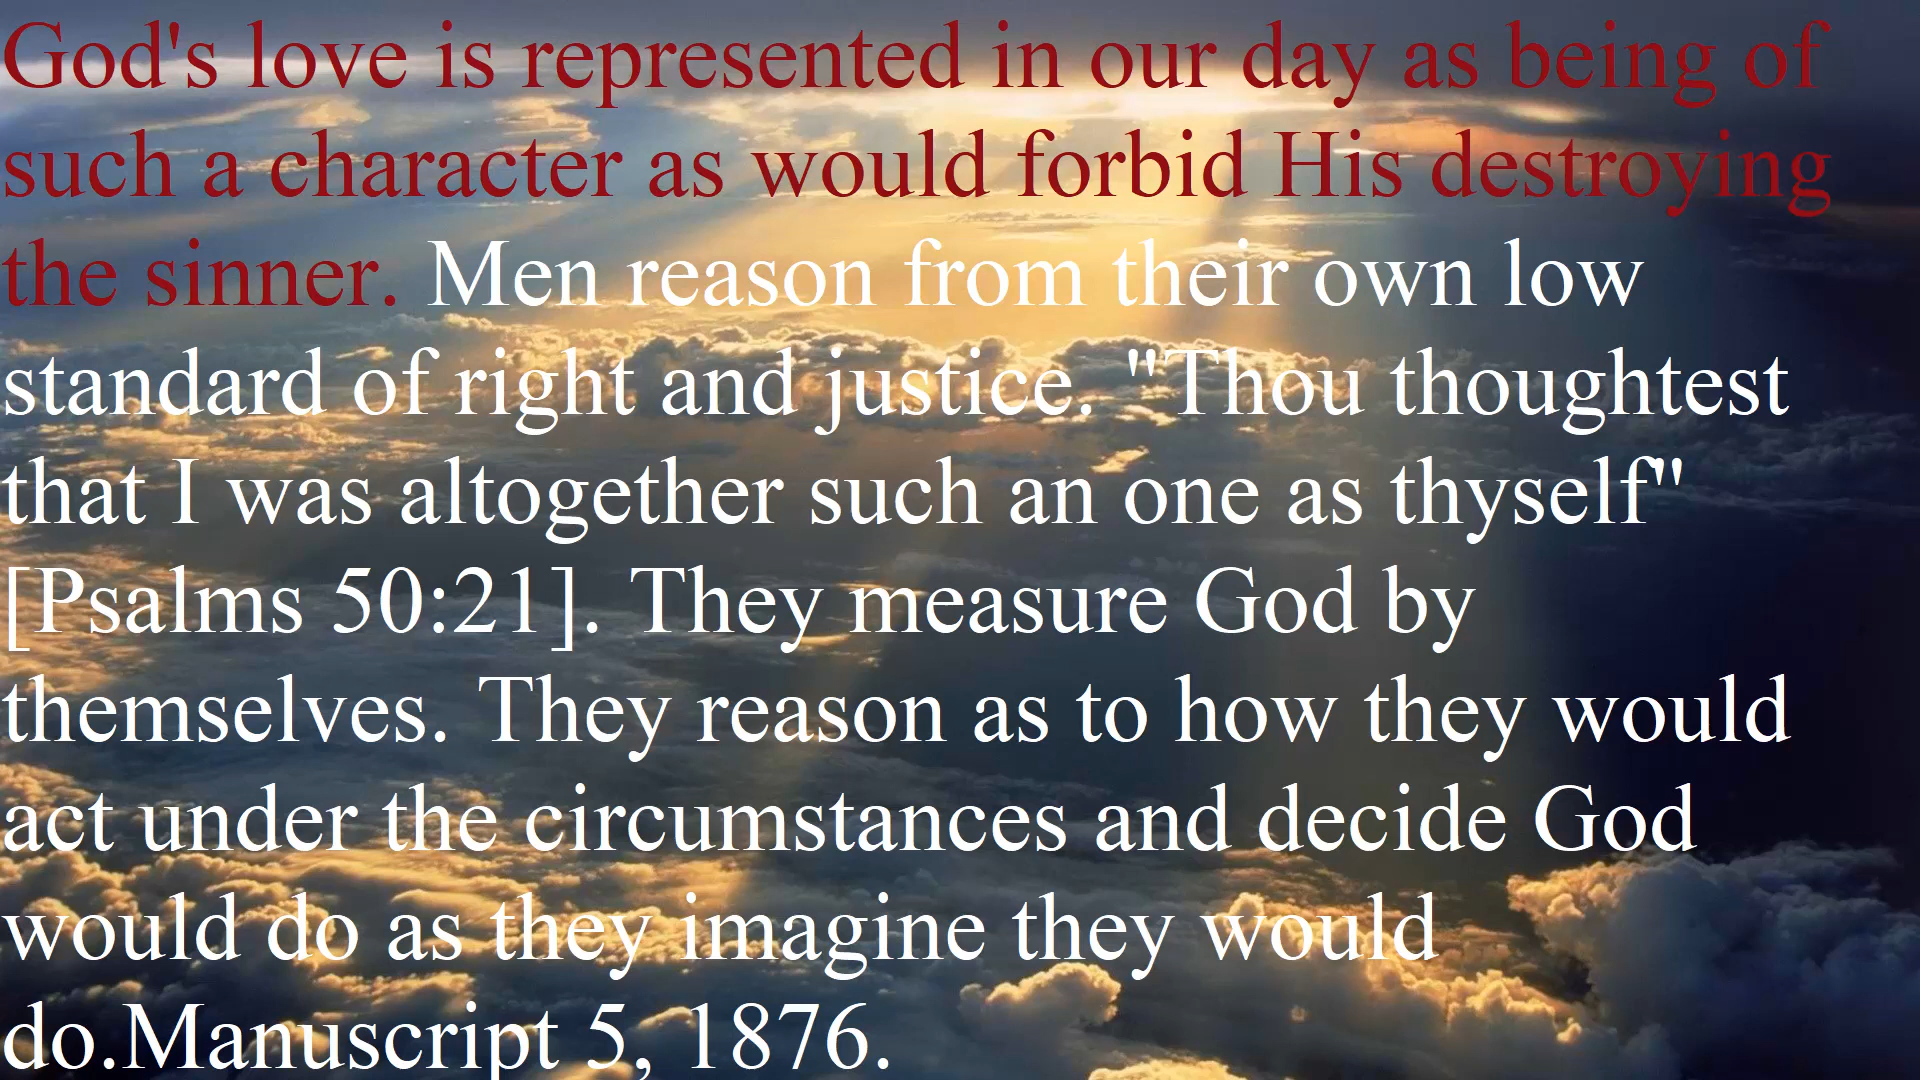 God's love is represented in our day as being of
such a character as would forbid His destroying
the sinner. Men reason from their own low
standard of right and justice. "Thou thoughtest
that I was altogether such an one as thyself"
[Psalms 50:21]. They measure God by
themselves. They reason as to how they would
act under the circumstances and decide God
would do as they imagine they would
do.Manuscript 5, 1876.